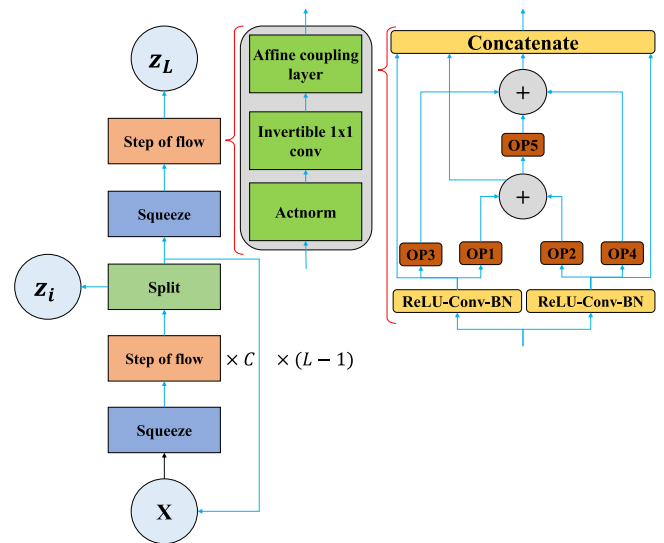 z_L
Step of flow
Squeeze
Split
z_i
Step of flow
× C × (L − 1)
Squeeze
X
Affine coupling
layer
Invertible 1x1
conv
Actnorm
Concatenate
+
OP5
+
OP3 OP1 OP2 OP4
ReLU-Conv-BN ReLU-Conv-BN